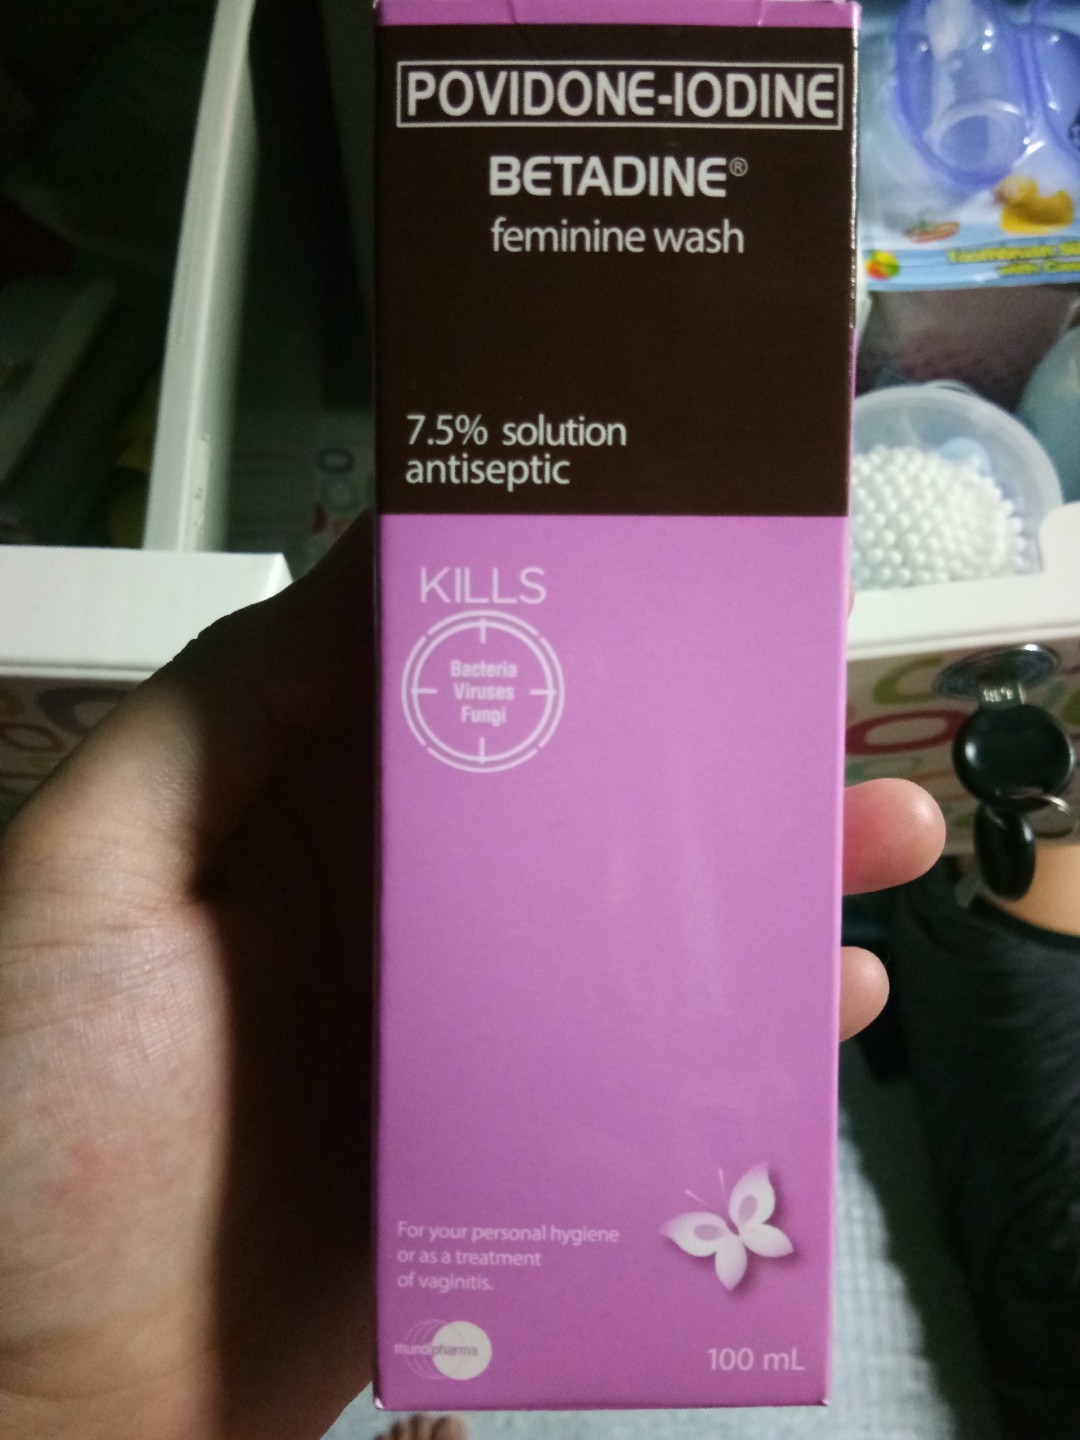 POVIDONE-IODINE
BETADINE®
feminine wash
7.5% solution
antiseptic
KILLS
Bacteria
Viruses
Fungi
For your personal hygiene
or as a treatment
of vaginitis.
mundipharma
100 mL